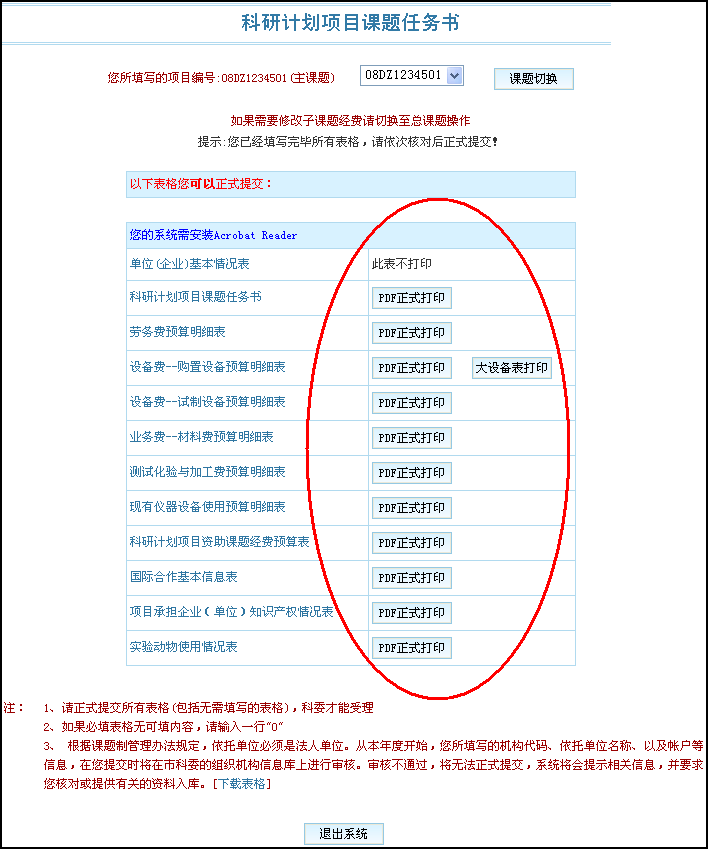 科研计划项目课题任务书
您所填写的项目编号:08DZ1234501(主课题) 08DZ1234501 课题切换
如果需要修改子课题经费请切换至总课题操作
提示:您已经填写完毕所有表格，请依次核对后正式提交!
以下表格您可以正式提交：
您的系统需安装Acrobat Reader
单位(企业)基本情况表 此表不打印
科研计划项目课题任务书 PDF正式打印
劳务费预算明细表 PDF正式打印
设备费--购置设备预算明细表 PDF正式打印 大设备表打印
设备费--试制设备预算明细表 PDF正式打印
业务费--材料费预算明细表 PDF正式打印
测试化验与加工费预算明细表 PDF正式打印
现有仪器设备使用预算明细表 PDF正式打印
科研计划项目资助课题经费预算表 PDF正式打印
国际合作基本信息表 PDF正式打印
项目承担企业（单位）知识产权情况表 PDF正式打印
实验动物使用情况表 PDF正式打印
注： 1、请正式提交所有表格(包括无需填写的表格)，科委才能受理
2、如果必填表格无可填内容，请输入一行"0"
3、 根据课题制管理办法规定，依托单位必须是法人单位。从本年度开始，您所填写的机构代码、依托单位名称、以及帐户等
信息，在您提交时将在市科委的组织机构信息库上进行审核。审核不通过，将无法正式提交，系统将会提示相关信息，并要求
您核对或提供有关的资料入库。[下载表格]
退出系统